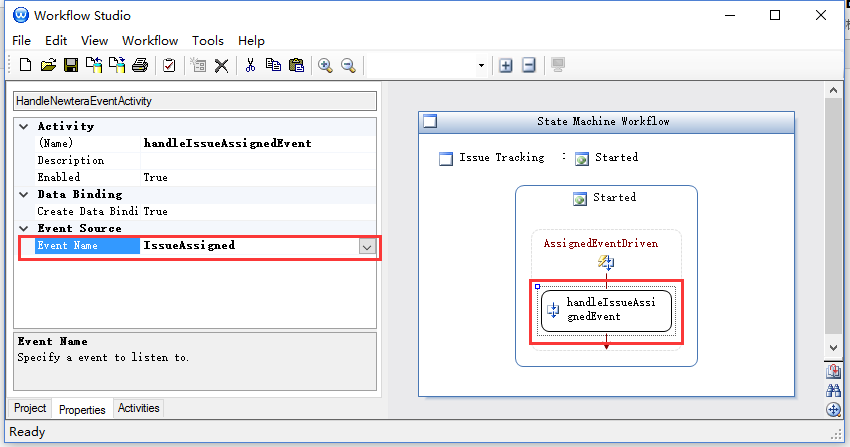 Workflow Studio
File Edit View Workflow Tools Help
HandleNewteraEventActivity
Activity
(Name) handleIssueAssignedEvent
Description
Enabled True
Data Binding
Create Data Bindi True
Event Source
Event Name IssueAssigned
Event Name
Specify a event to listen to.
Project Properties Activities
State Machine Workflow
Issue Tracking : Started
Started
AssignedEventDriven
handleIssueAssi
gnedEvent
Ready